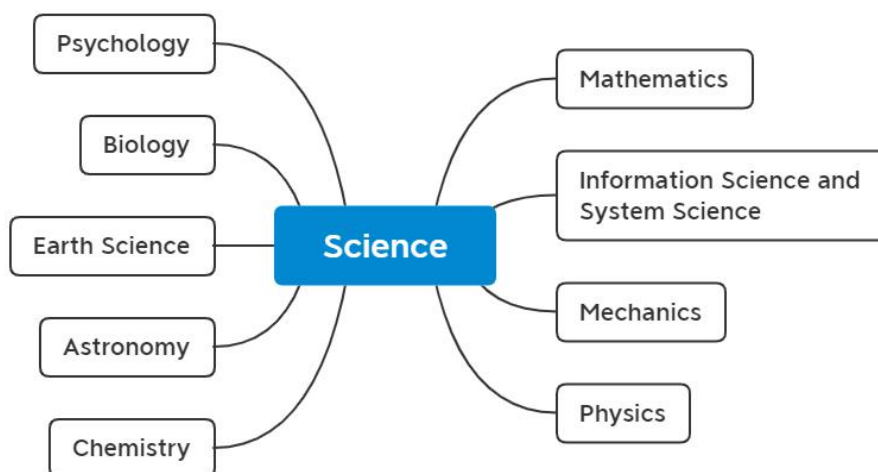 Psychology
Biology
Earth Science
Astronomy
Chemistry
Science
Mathematics
Information Science and
System Science
Mechanics
Physics